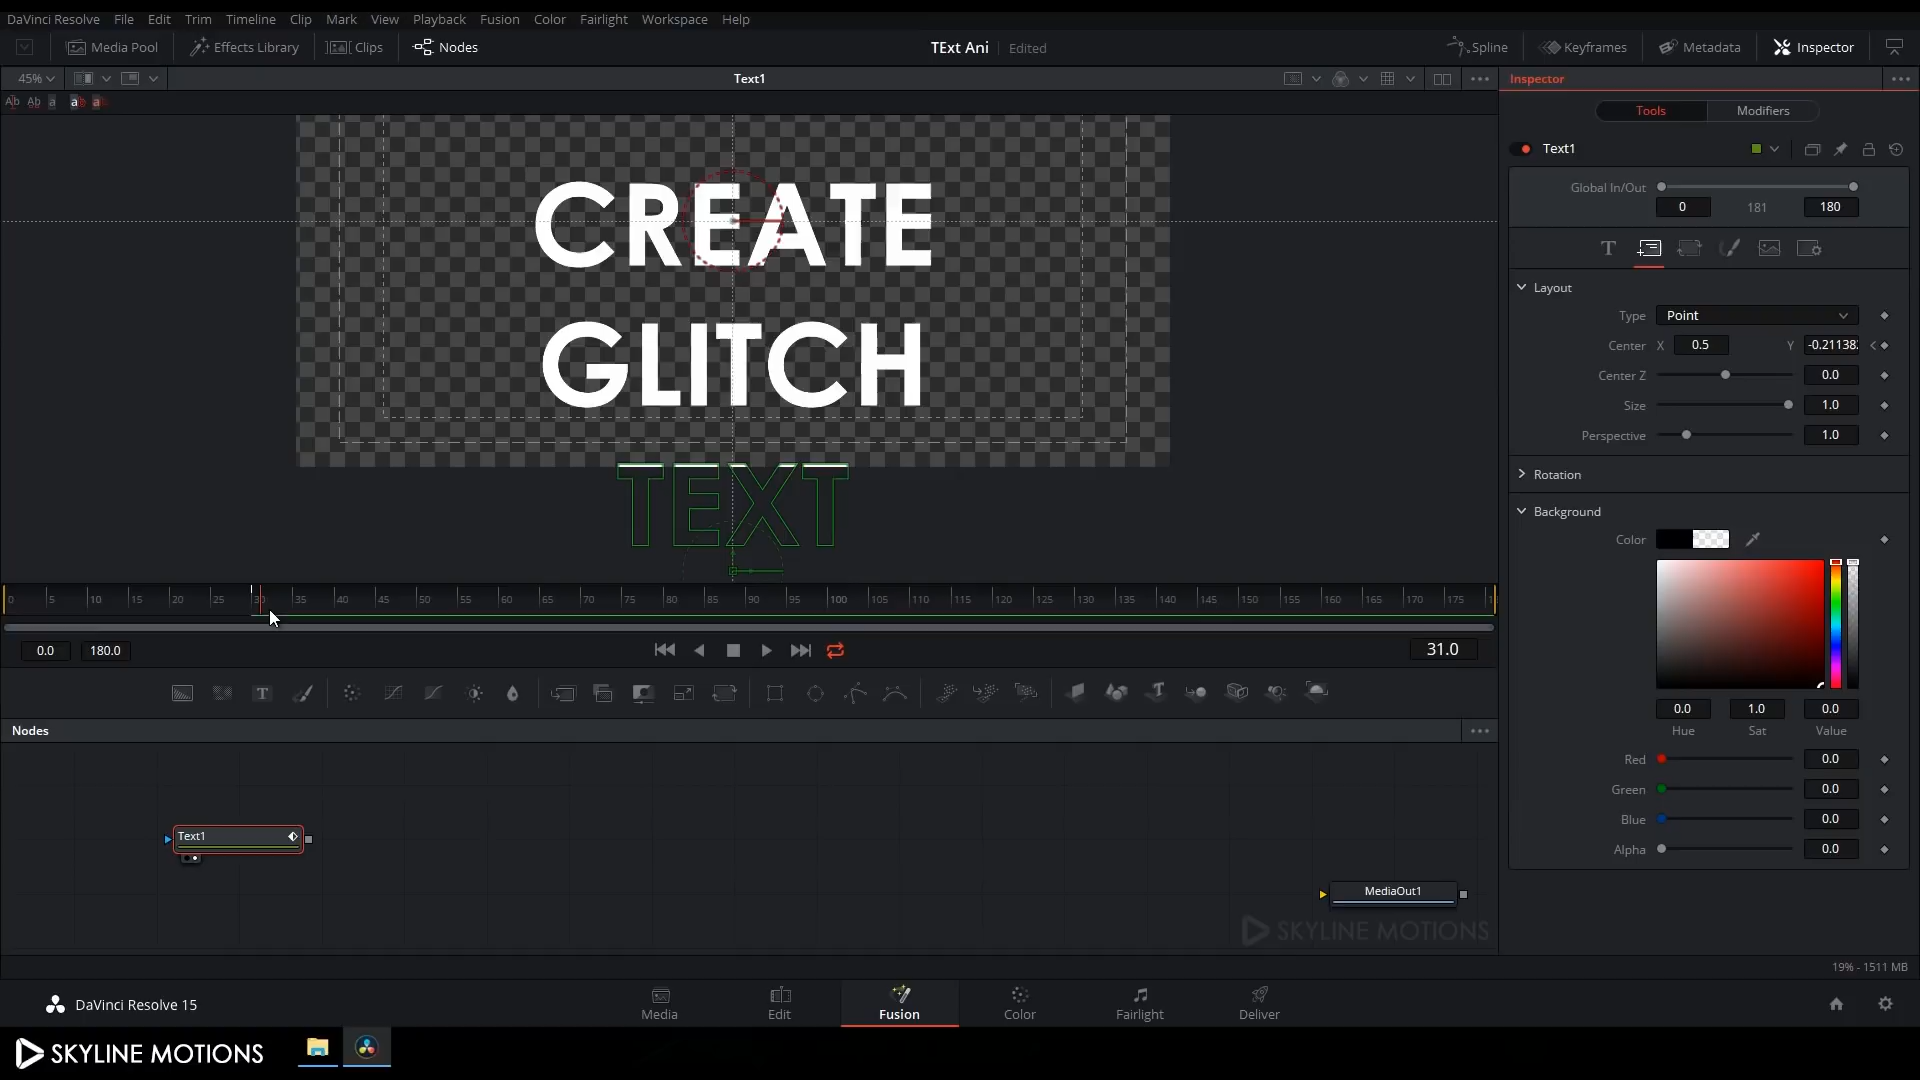 DaVinci Resolve File Edit Trim Timeline Clip Mark View Playback Fusion Color Fairlight Workspace Help
Media Pool Effects Library Clips Nodes TExt Ani Edited Spline Keyframes Metadata Inspector
45% Text1 Inspector
Tools Modifiers
Text1
Global In/Out
0 181 180
Layout
Type Point
Center X 0.5 Y -0.21138
Center Z 0.0
Size 1.0
Perspective 1.0
Rotation
Background
Color
0.0 1.0 0.0
Hue Sat Value
Red 0.0
Green 0.0
Blue 0.0
Alpha 0.0
CREATE
GLITCH
TEXT
0 5 10 15 20 25 30 35 40 45 50 55 60 65 70 75 80 85 90 95 100 105 110 115 120 125 130 135 140 145 150 155 160 165 170 175
0.0 180.0 31.0
Nodes
Text1
MediaOut1
SKYLINE MOTIONS
19% - 1511 MB
DaVinci Resolve 15
Media Edit Fusion Color Fairlight Deliver
SKYLINE MOTIONS